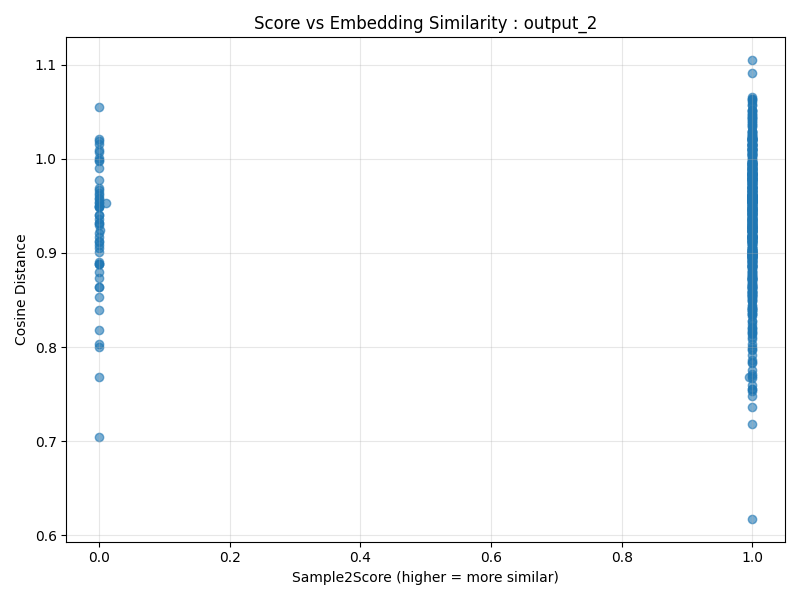 Score vs Embedding Similarity : output_2
Cosine Distance
1.1
1.0
0.9
0.8
0.7
0.6
0.0 0.2 0.4 0.6 0.8 1.0
Sample2Score (higher = more similar)